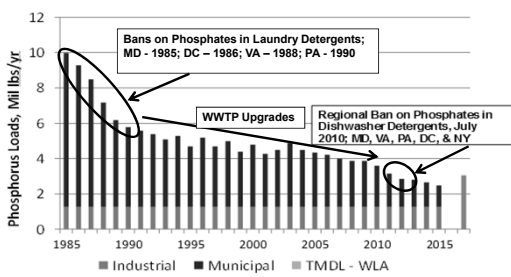 12
10
8
6
4
2
0
Phosphorus Loads, Mil lbs/yr
Bans on Phosphates in Laundry Detergents;
MD - 1985; DC – 1986; VA – 1988; PA - 1990
WWTP Upgrades
Regional Ban on Phosphates in
Dishwasher Detergents, July
2010; MD, VA, PA, DC, & NY
1985 1990 1995 2000 2005 2010 2015
Industrial Municipal TMDL - WLA